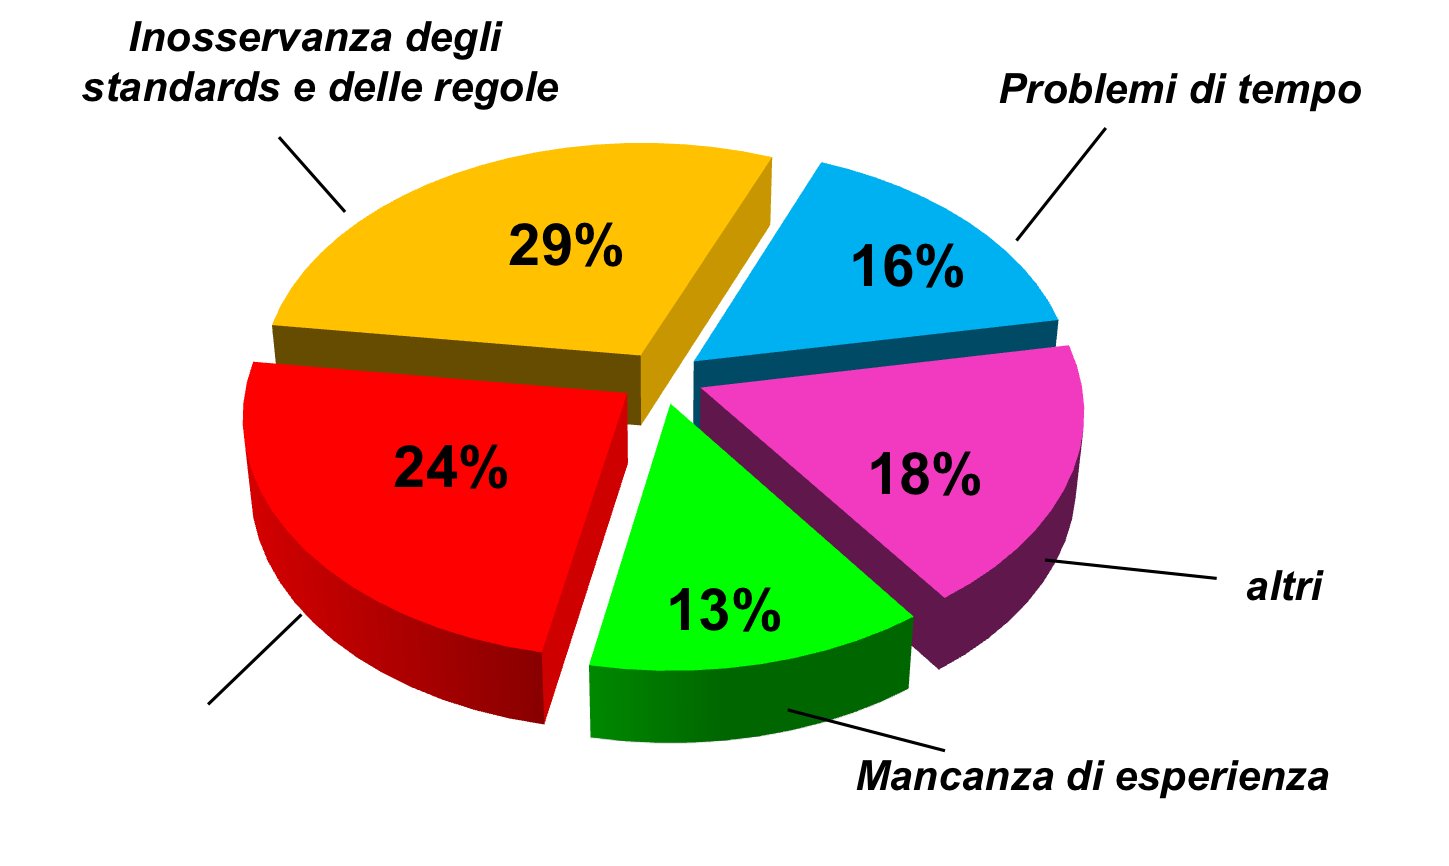 Inosservanza degli
standards e delle regole
Problemi di tempo
29%
16%
24%
18%
13%
altri
Mancanza di esperienza